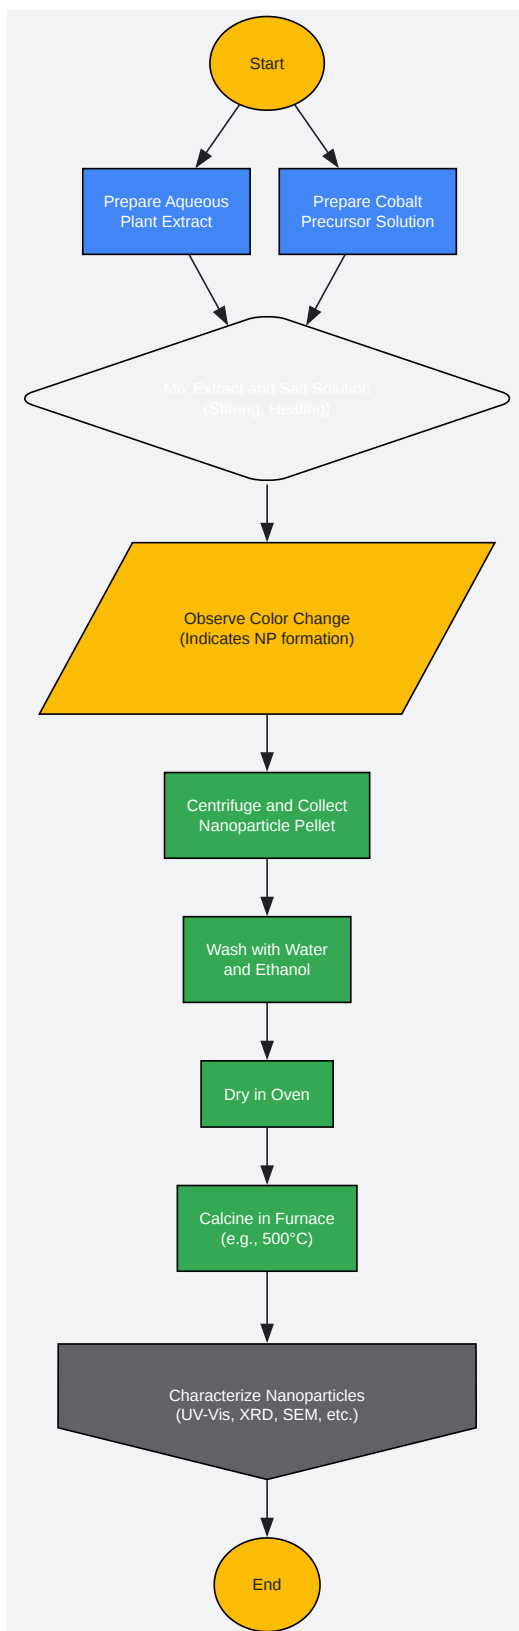 Start
Prepare Aqueous
Plant Extract
Prepare Cobalt
Precursor Solution
Mix Extract and Salt Solution
(Stirring, Heating)
Observe Color Change
(Indicates NP formation)
Centrifuge and Collect
Nanoparticle Pellet
Wash with Water
and Ethanol
Dry in Oven
Calcine in Furnace
(e.g., 500°C)
Characterize Nanoparticles
(UV-Vis, XRD, SEM, etc.)
End